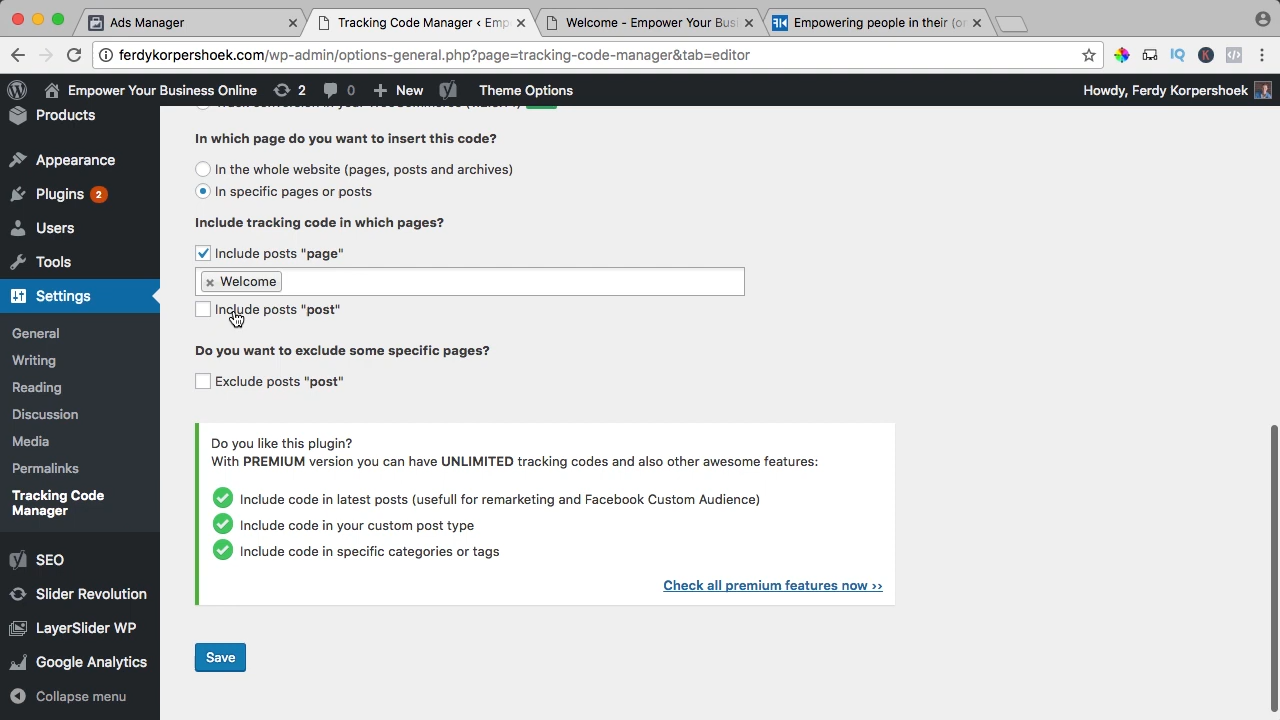 Ads Manager
Tracking Code Manager ‹ Emp
Welcome - Empower Your Busi
Empowering people in their (o
ferdykorpershoek.com/wp-admin/options-general.php?page=tracking-code-manager&tab=editor
Empower Your Business Online
2
0
New
Theme Options
Howdy, Ferdy Korpershoek
Products
Appearance
Plugins 2
Users
Tools
Settings
General
Writing
Reading
Discussion
Media
Permalinks
Tracking Code
Manager
SEO
Slider Revolution
LayerSlider WP
Google Analytics
Collapse menu
In which page do you want to insert this code?
In the whole website (pages, posts and archives)
In specific pages or posts
Include tracking code in which pages?
Include posts "page"
× Welcome
Include posts "post"
Do you want to exclude some specific pages?
Exclude posts "post"
Do you like this plugin?
With PREMIUM version you can have UNLIMITED tracking codes and also other awesome features:
Include code in latest posts (usefull for remarketing and Facebook Custom Audience)
Include code in your custom post type
Include code in specific categories or tags
Check all premium features now >>
Save